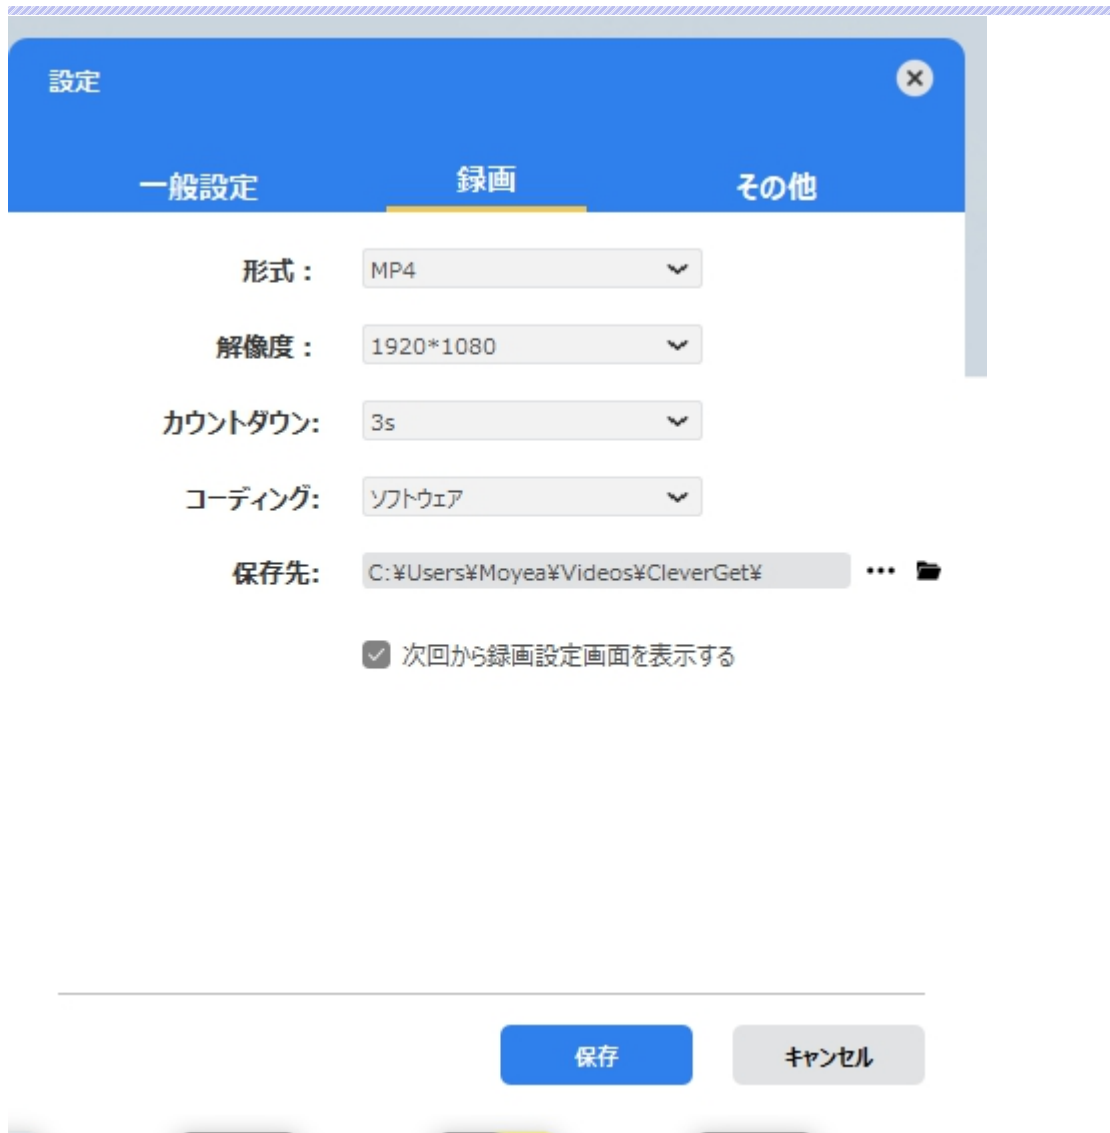 設定
一般設定 録画 その他
形式： MP4
解像度： 1920*1080
カウントダウン: 3s
コーディング: ソフトウェア
保存先: C:¥Users¥Moyea¥Videos¥CleverGet¥ •••
次回から録画設定画面を表示する
保存 キャンセル